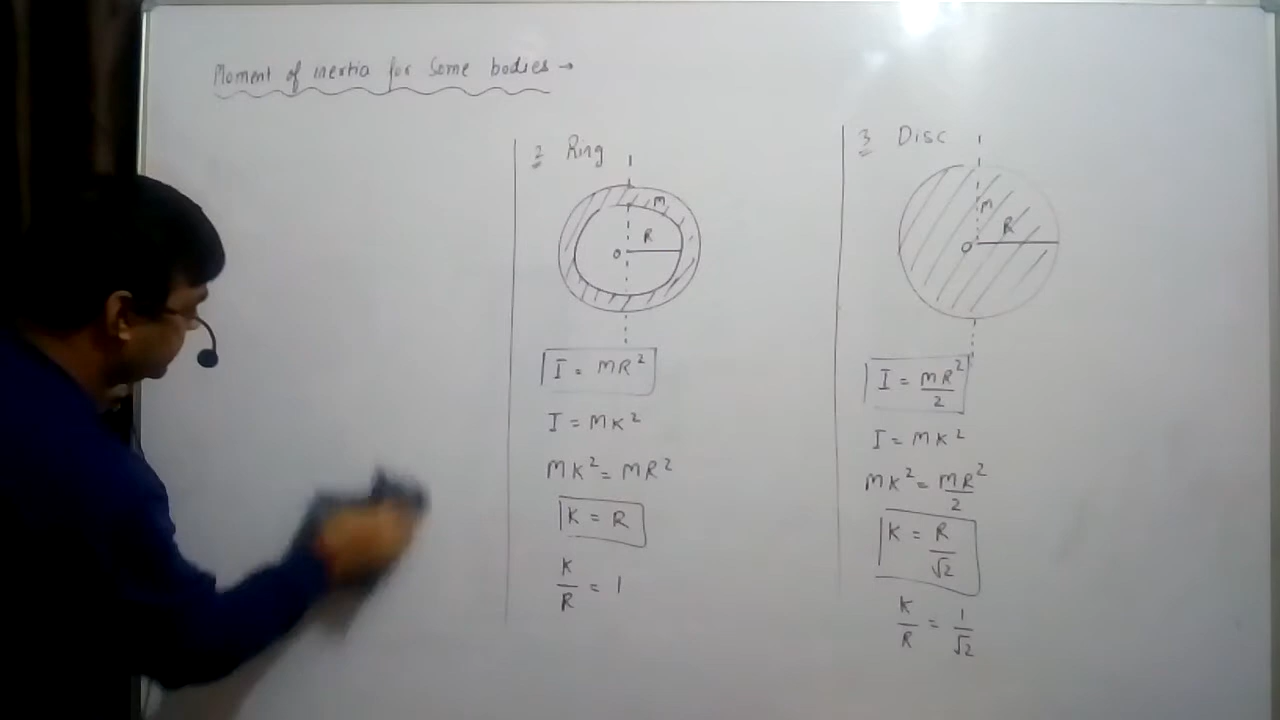 Moment of inertia for Some bodies →
2 Ring
M
R
O
I = MR²
I = MK²
MK² = MR²
K = R
K/R = 1
3 Disc
M
R
O
I = MR²/2
I = MK²
MK² = MR²/2
K = R/√2
K/R = 1/√2